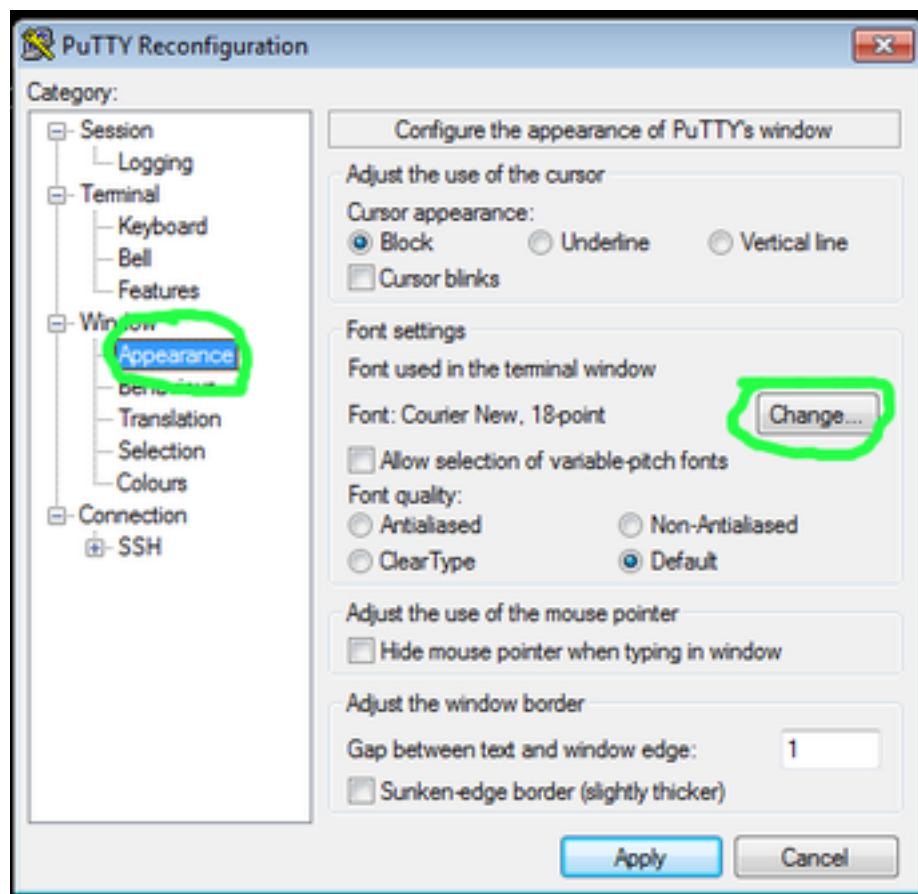 PuTTY Reconfiguration
Category:
Session
Logging
Terminal
Keyboard
Bell
Features
Window
Appearance
Behaviour
Translation
Selection
Colours
Connection
SSH
Configure the appearance of PuTTY's window
Adjust the use of the cursor
Cursor appearance:
Block Underline Vertical line
Cursor blinks
Font settings
Font used in the terminal window
Font: Courier New, 18-point Change...
Allow selection of variable-pitch fonts
Font quality:
Antialiased Non-Antialiased
ClearType Default
Adjust the use of the mouse pointer
Hide mouse pointer when typing in window
Adjust the window border
Gap between text and window edge: 1
Sunken-edge border (slightly thicker)
Apply Cancel